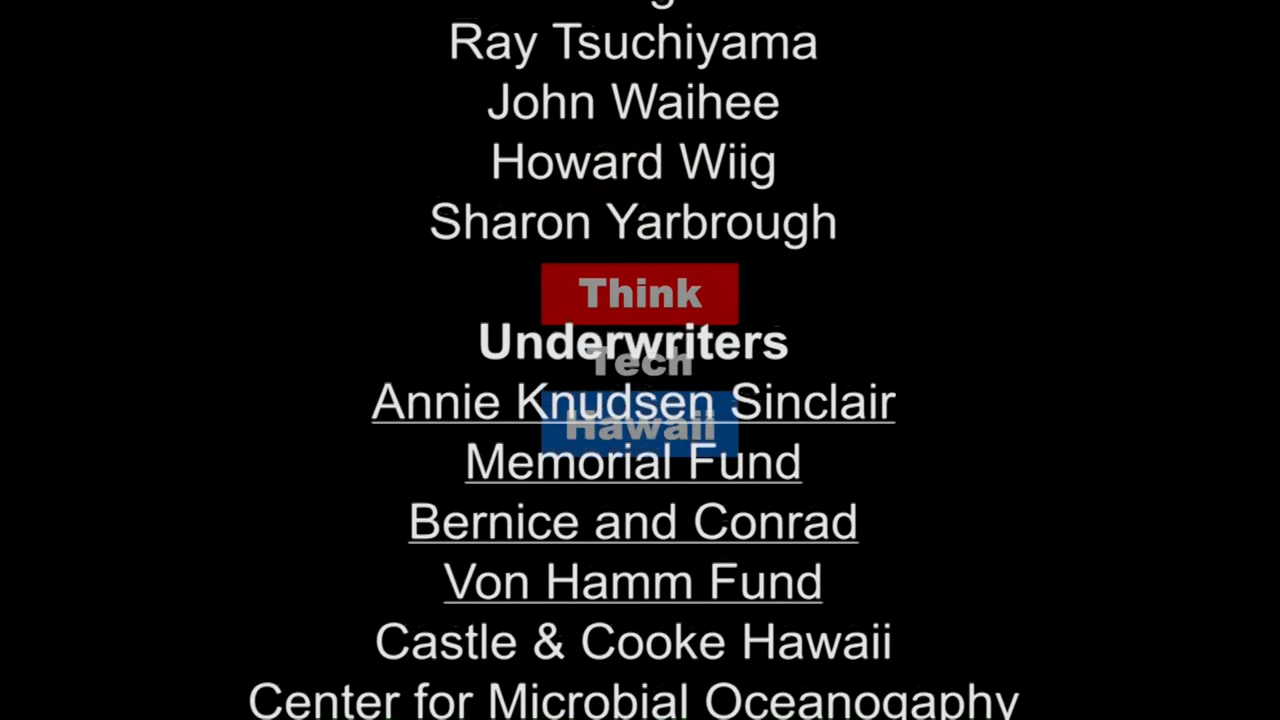 Ray Tsuchiyama
John Waihee
Howard Wiig
Sharon Yarbrough
Think
Underwriters
Tech
Annie Knudsen Sinclair
Hawaii
Memorial Fund
Bernice and Conrad
Von Hamm Fund
Castle & Cooke Hawaii
Center for Microbial Oceanogaphy